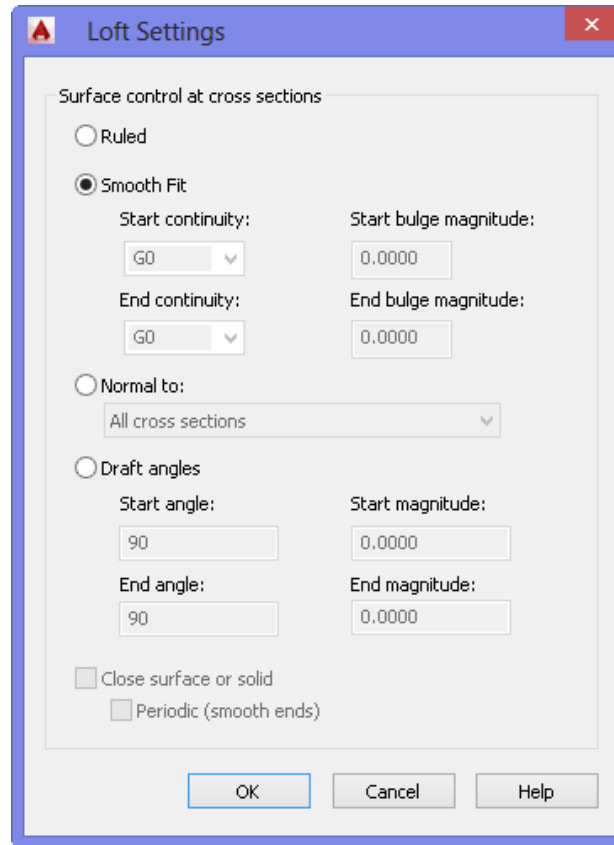 Loft Settings
Surface control at cross sections
Ruled
Smooth Fit
Start continuity: Start bulge magnitude:
G0 0.0000
End continuity: End bulge magnitude:
G0 0.0000
Normal to:
All cross sections
Draft angles
Start angle: Start magnitude:
90 0.0000
End angle: End magnitude:
90 0.0000
Close surface or solid
Periodic (smooth ends)
OK Cancel Help